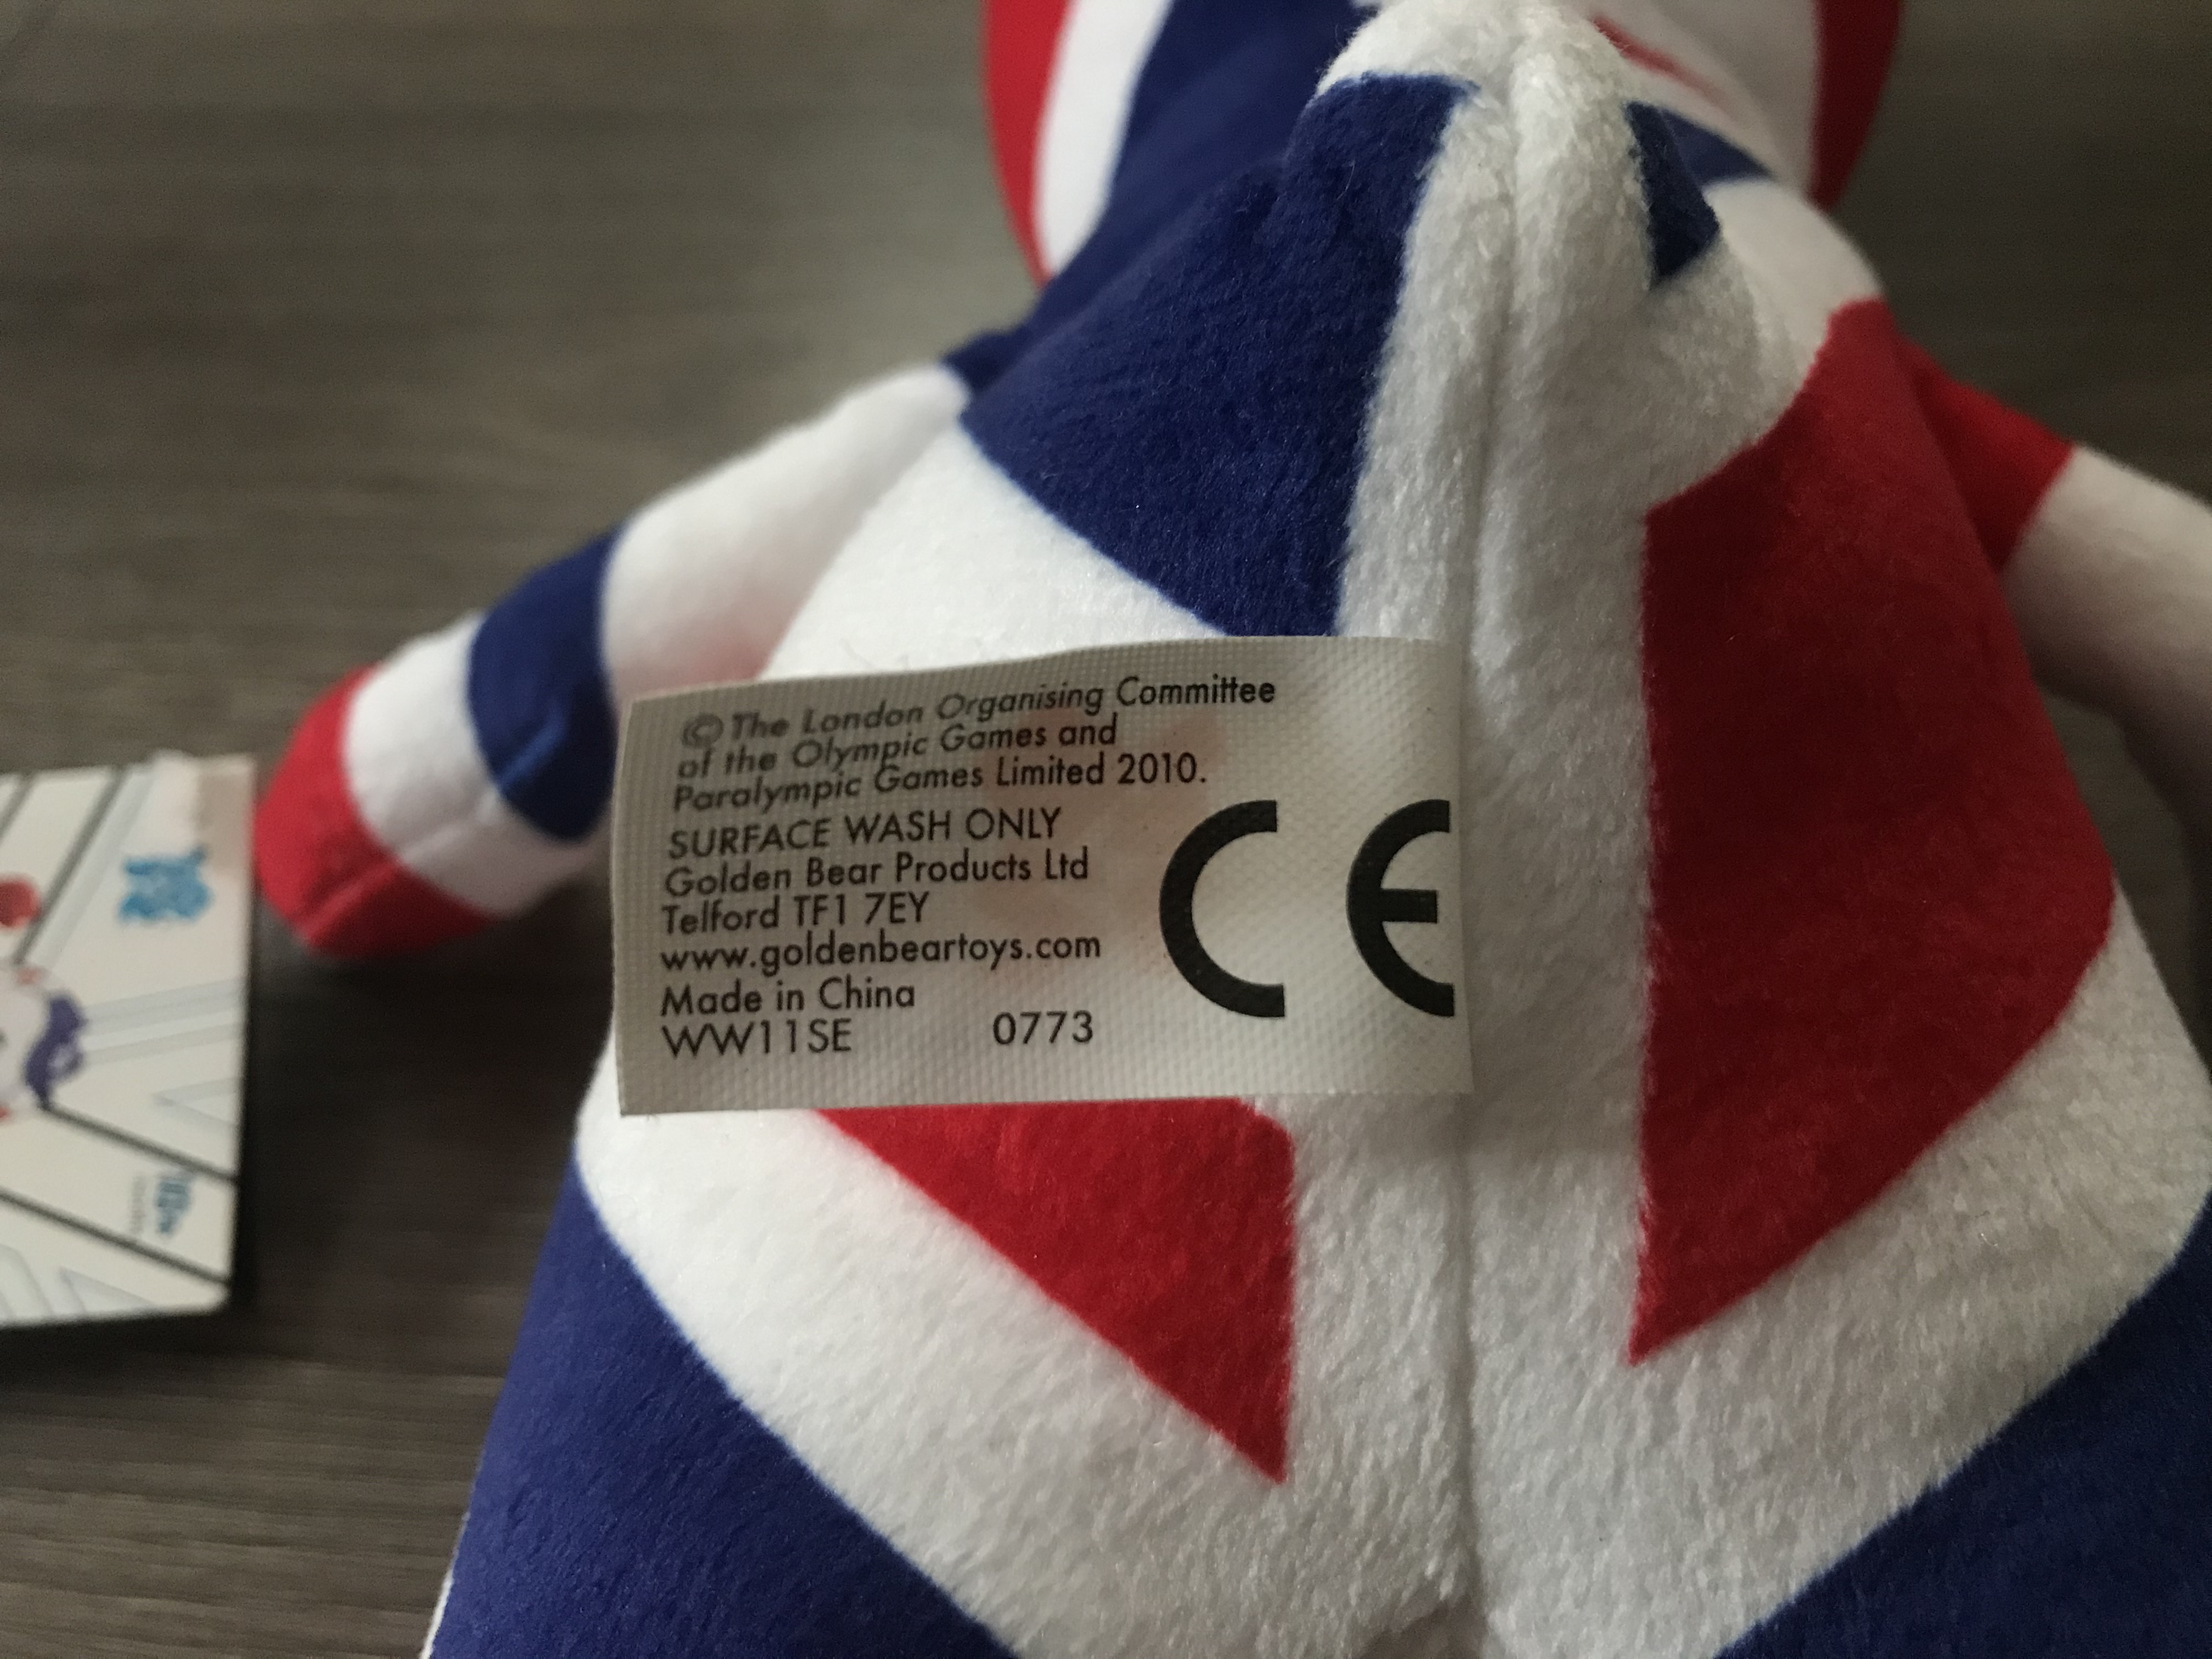 © The London Organising Committee
of the Olympic Games and
Paralympic Games Limited 2010.
SURFACE WASH ONLY
Golden Bear Products Ltd
Telford TF1 7EY
www.goldenbeartoys.com
Made in China
WW11SE 0773
CE